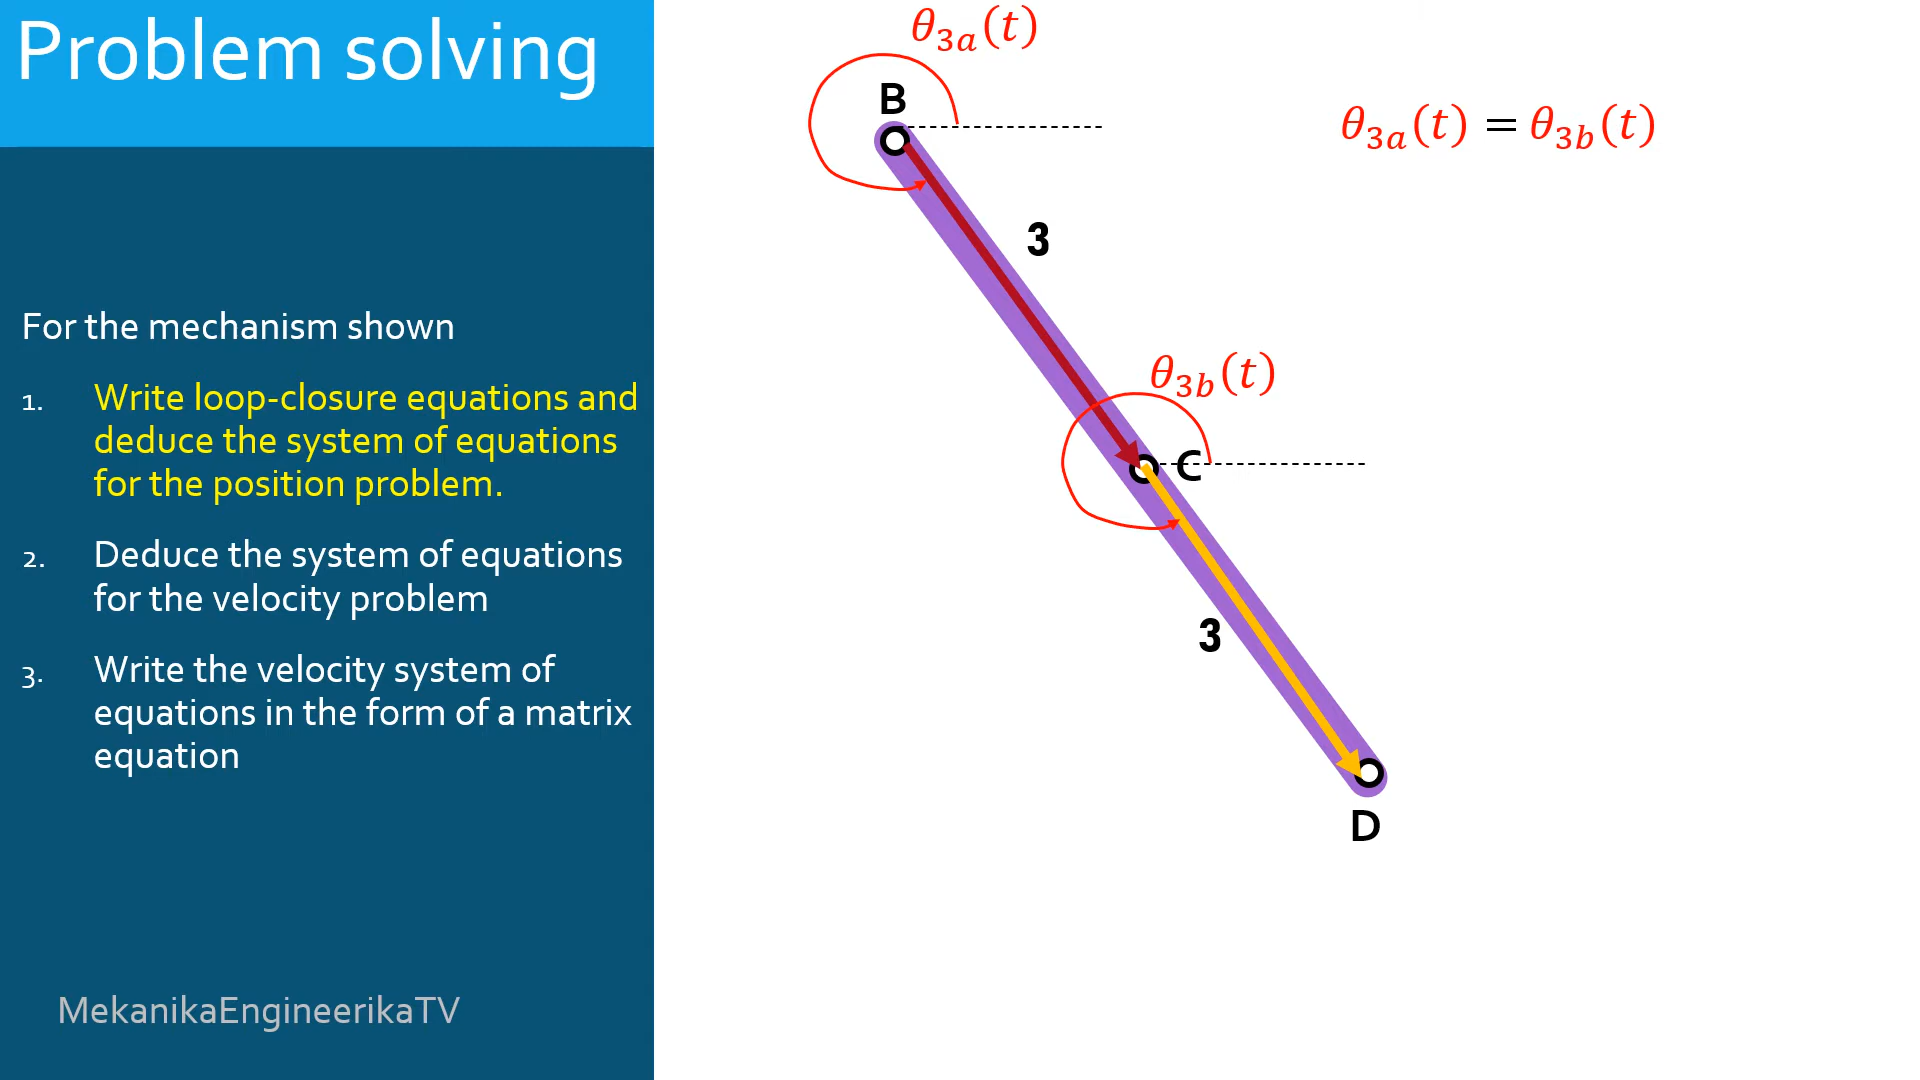 Problem solving
For the mechanism shown
1. Write loop-closure equations and
deduce the system of equations
for the position problem.
2. Deduce the system of equations
for the velocity problem
3. Write the velocity system of
equations in the form of a matrix
equation
MekanikaEngineerikaTV
θ₃ₐ(t)
B
θ₃ₐ(t) = θ₃b(t)
3
θ₃b(t)
C
3
D